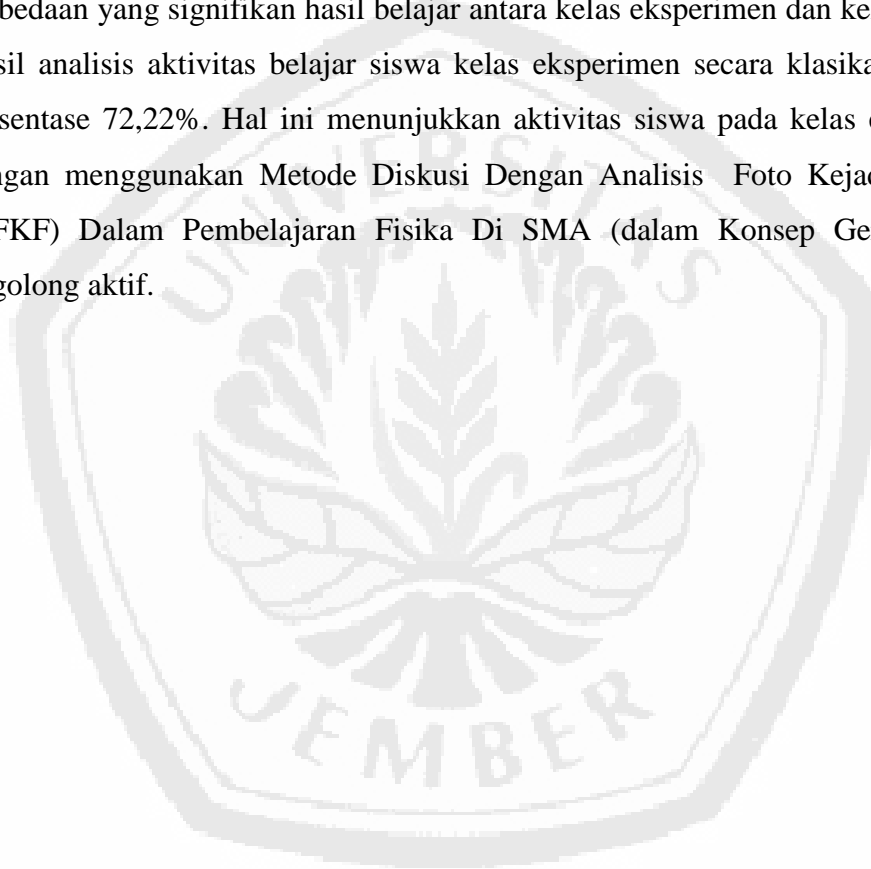 bedaan yang signifikan hasil belajar antara kelas eksperimen dan ke
sil analisis aktivitas belajar siswa kelas eksperimen secara klasika
sentase 72,22%. Hal ini menunjukkan aktivitas siswa pada kelas
ngan menggunakan Metode Diskusi Dengan Analisis Foto Keja
FKF) Dalam Pembelajaran Fisika Di SMA (dalam Konsep Ge
golong aktif.
UNIVERSITAS
JEMBER